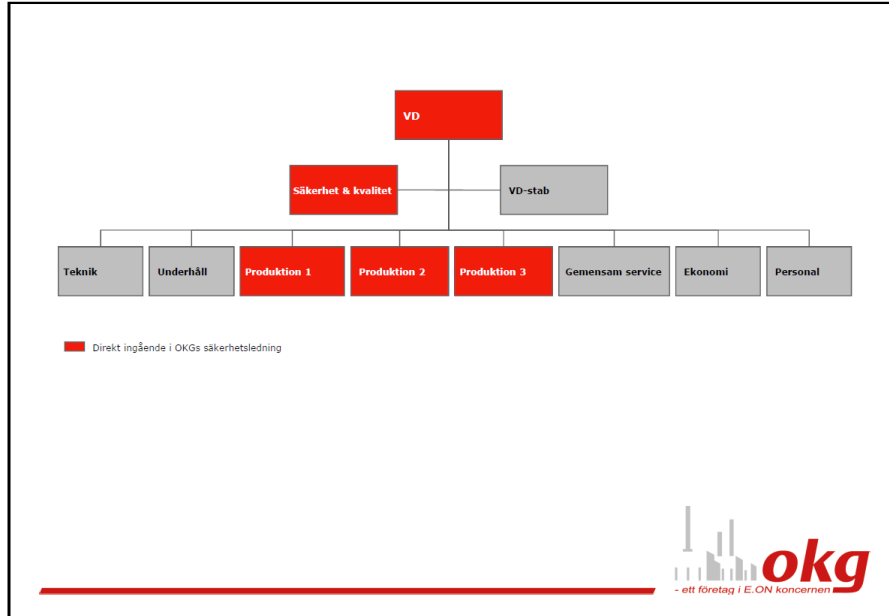 VD
Säkerhet & kvalitet
VD-stab
Teknik
Underhåll
Produktion 1
Produktion 2
Produktion 3
Gemensam service
Ekonomi
Personal
Direkt ingående i OKGs säkerhetsledning
okg
- ett företag i E.ON koncernen